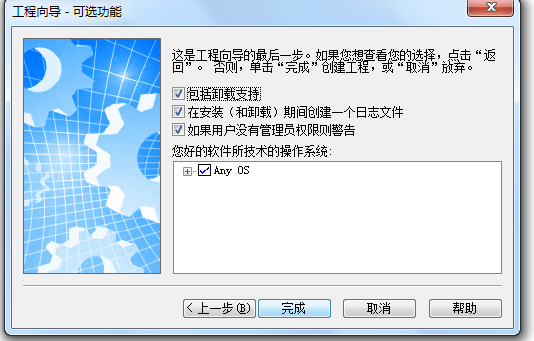 工程向导 - 可选功能
这是工程向导的最后一步。如果您想查看您的选择，点击“返
回”。 否则，单击“完成”创建工程，或“取消”放弃。
包括卸载支持
在安装（和卸载）期间创建一个日志文件
如果用户没有管理员权限则警告
您好的软件所技术的操作系统:
Any OS
< 上一步(B)
完成
取消
帮助